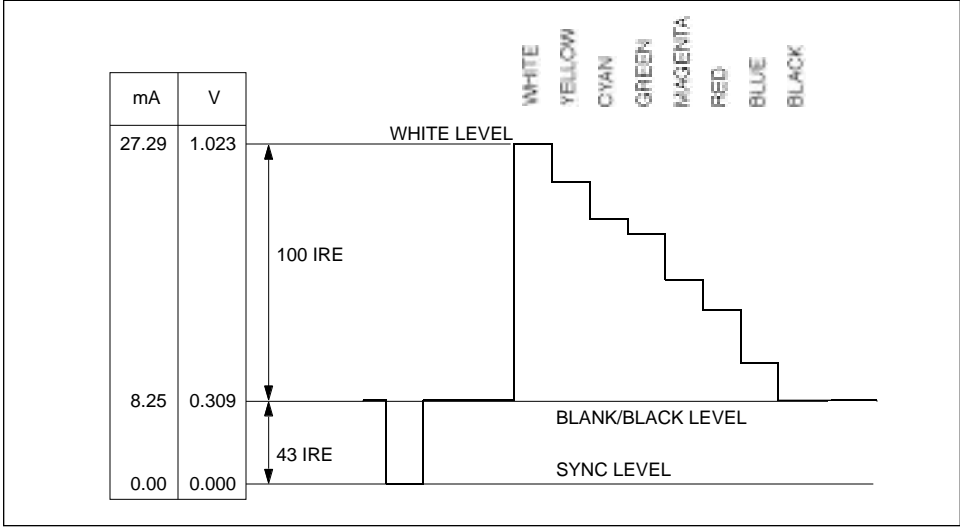 WHITE
YELLOW
CYAN
GREEN
MAGENTA
RED
BLUE
BLACK
mA V
WHITE LEVEL
27.29 1.023
100 IRE
8.25 0.309
BLANK/BLACK LEVEL
43 IRE
SYNC LEVEL
0.00 0.000